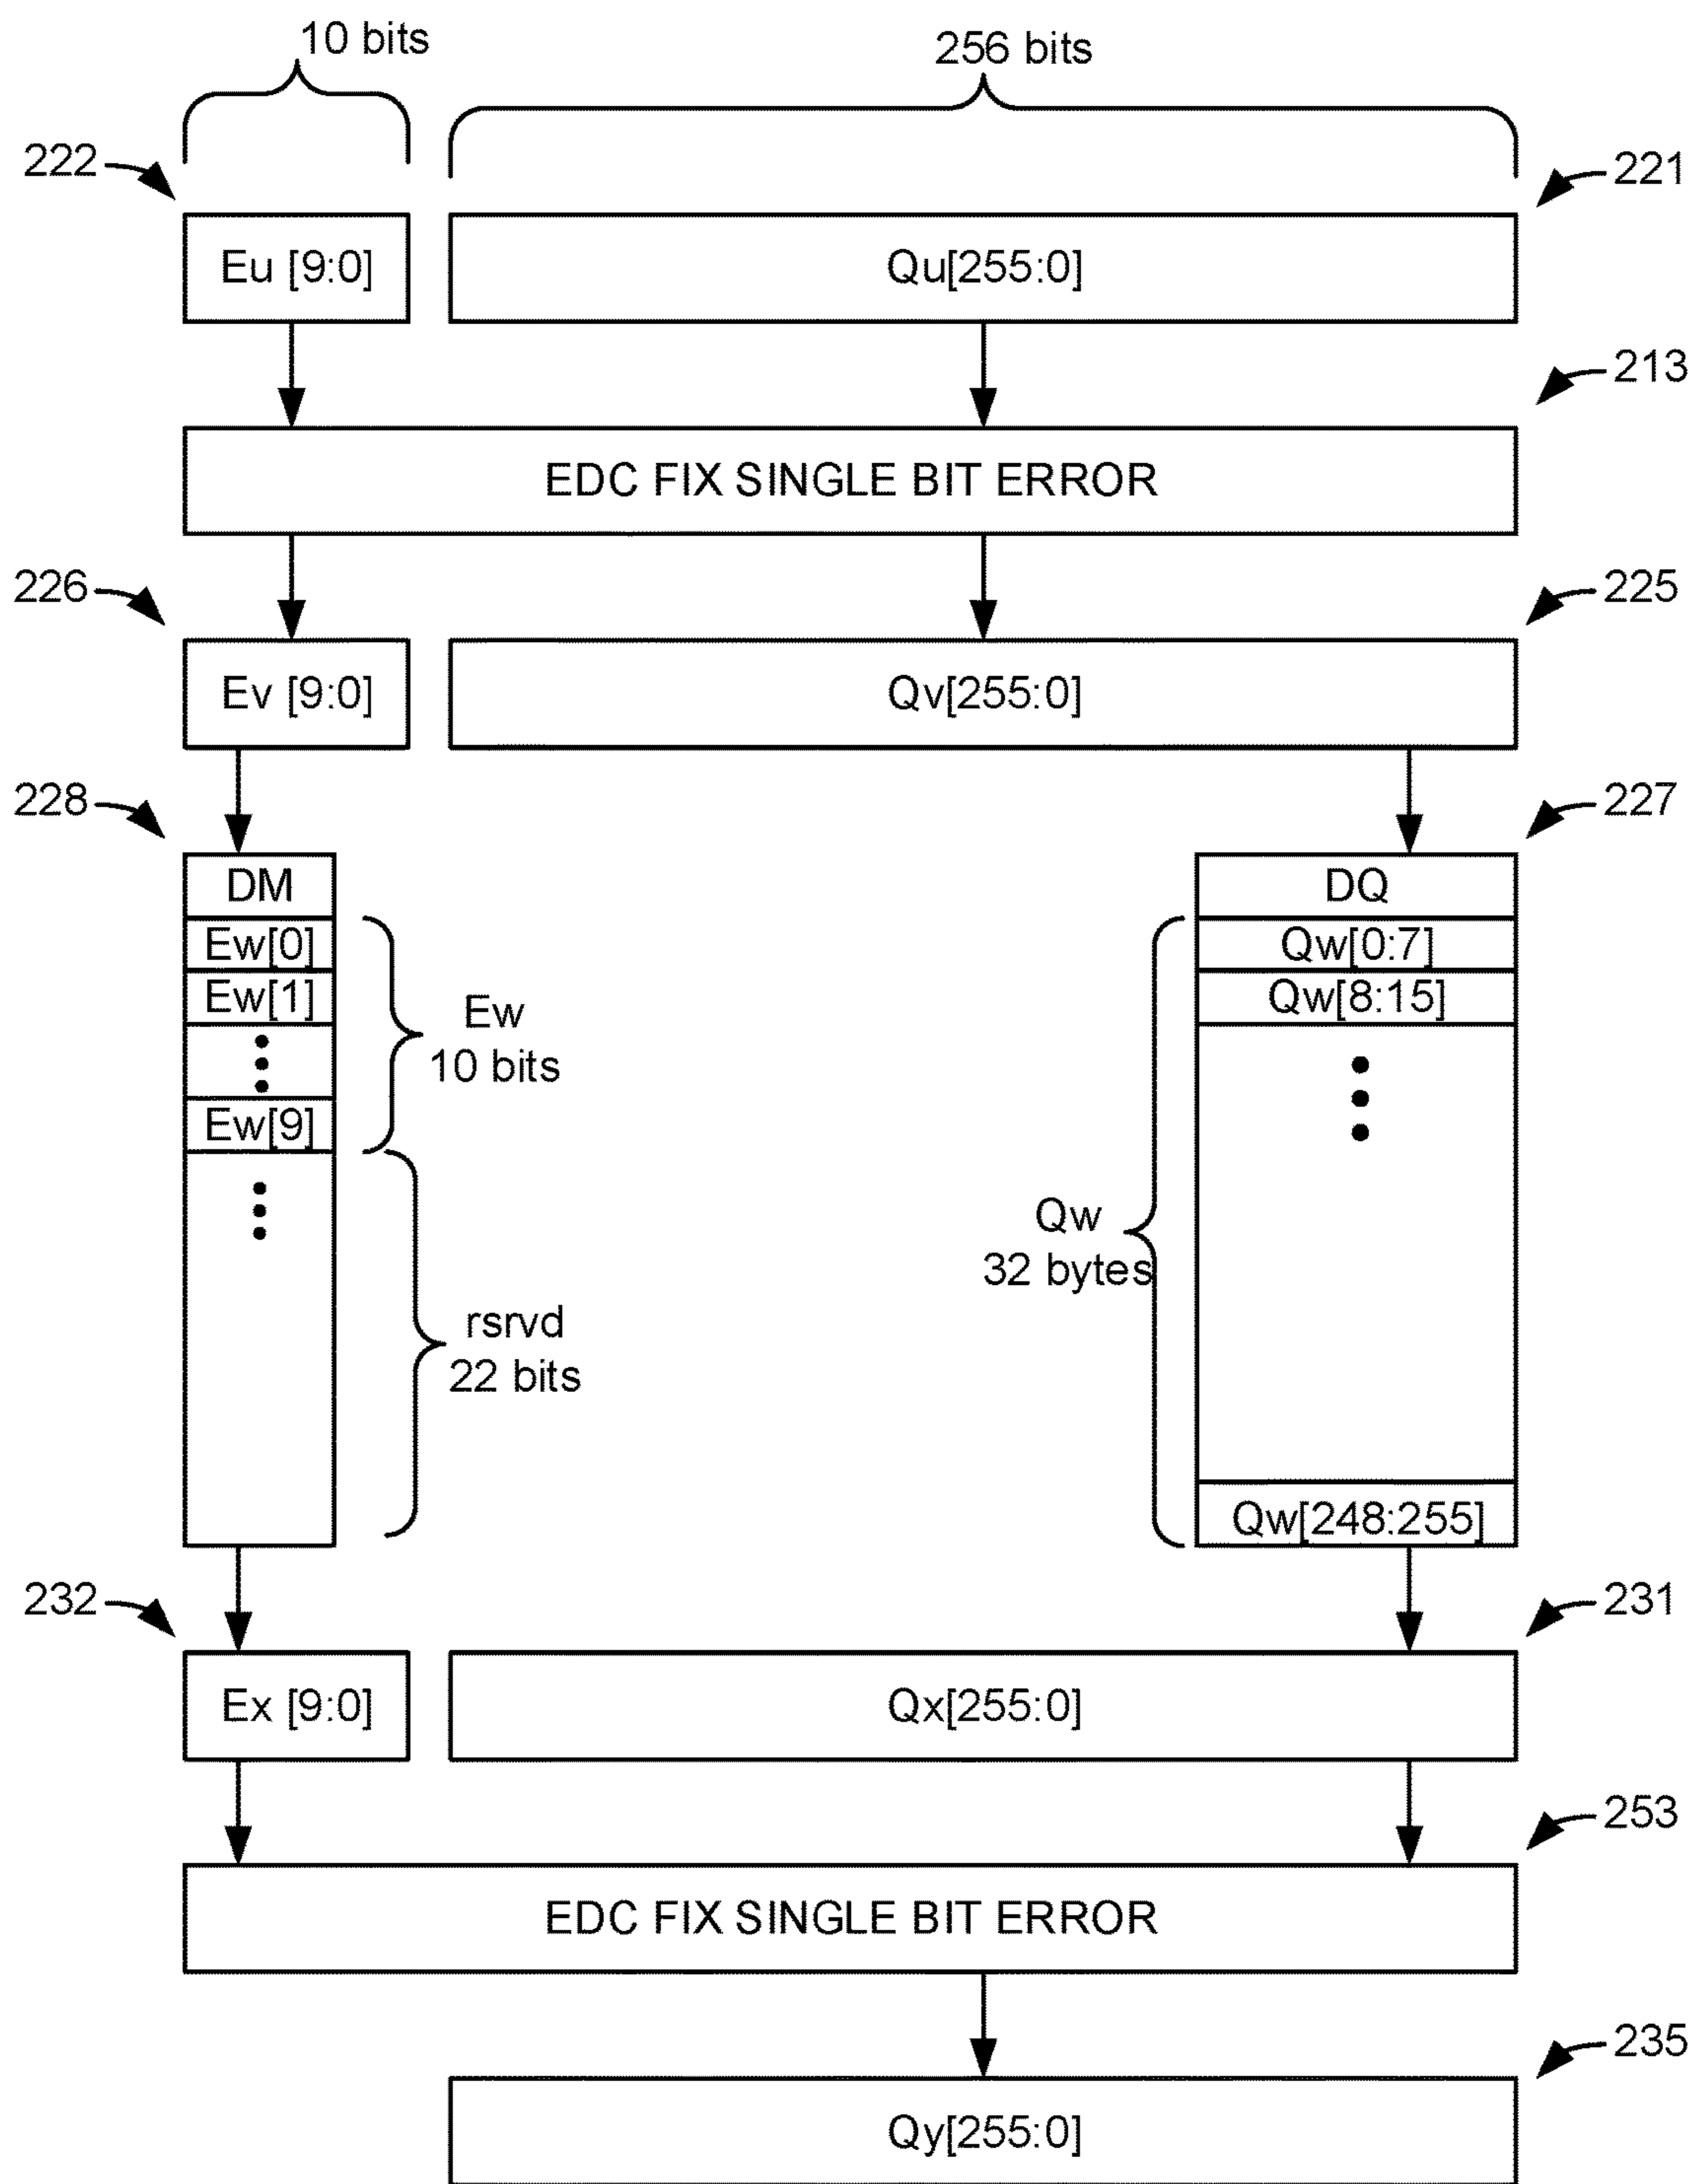 10 bits
256 bits
222
221
Eu [9:0]
Qu[255:0]
213
EDC FIX SINGLE BIT ERROR
226
225
Ev [9:0]
Qv[255:0]
228
227
DM
DQ
Ew[0]
Qw[0:7]
Ew[1]
Qw[8:15]
Ew
10 bits
Ew[9]
Qw
32 bytes
rsrvd
22 bits
Qw[248:255]
232
231
Ex [9:0]
Qx[255:0]
253
EDC FIX SINGLE BIT ERROR
235
Qy[255:0]